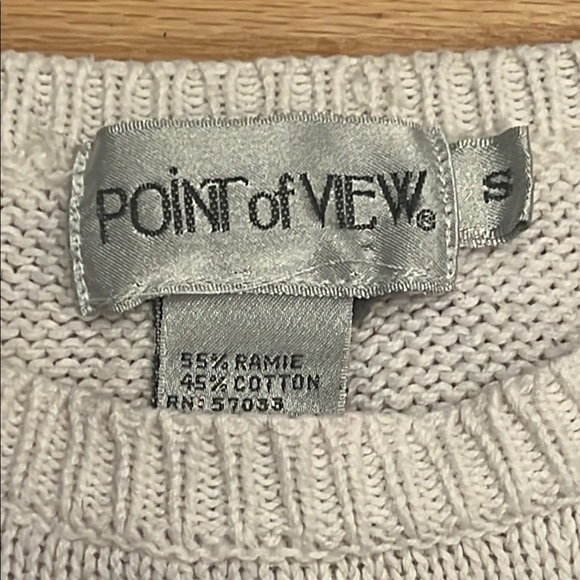 POiNT of VIEW®
S
55% RAMIE
45% COTTON
RN: 57033